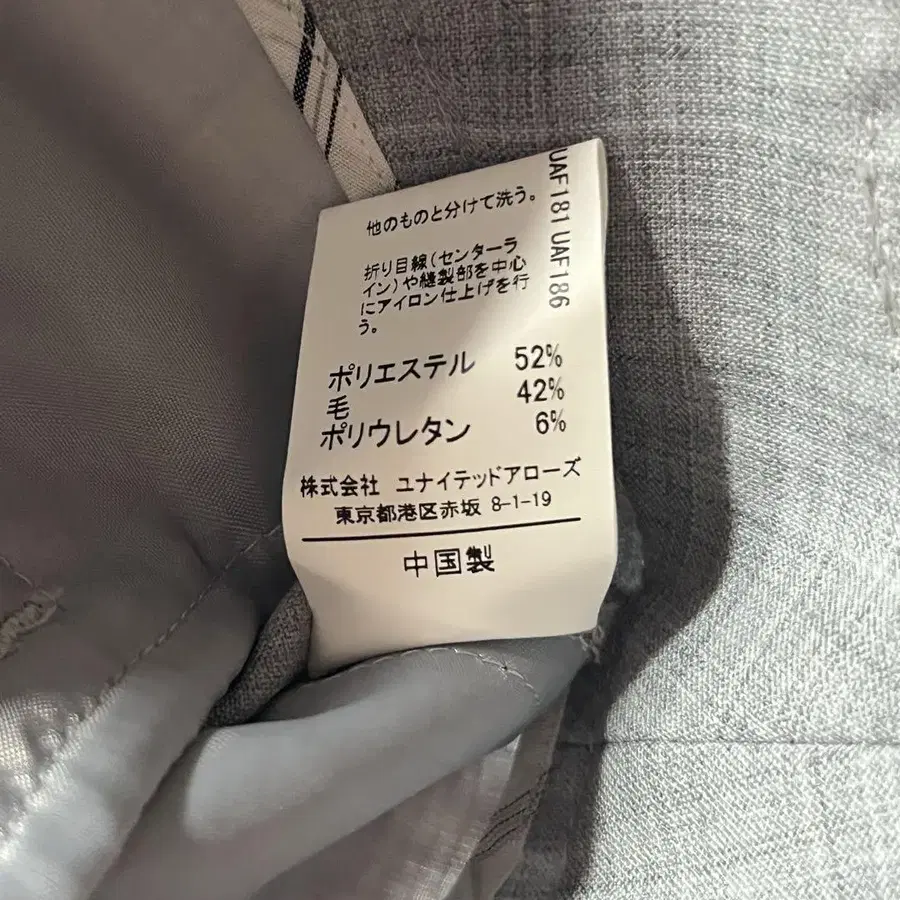 他のものと分けて洗う。
折り目線(センターラ
イン)や縫製部を中心
にアイロン仕上げを行
う。
ポリエステル 52%
毛 42%
ポリウレタン 6%
株式会社 ユナイテッドアローズ
東京都港区赤坂 8-1-19
中国製
UAF181 UAF186